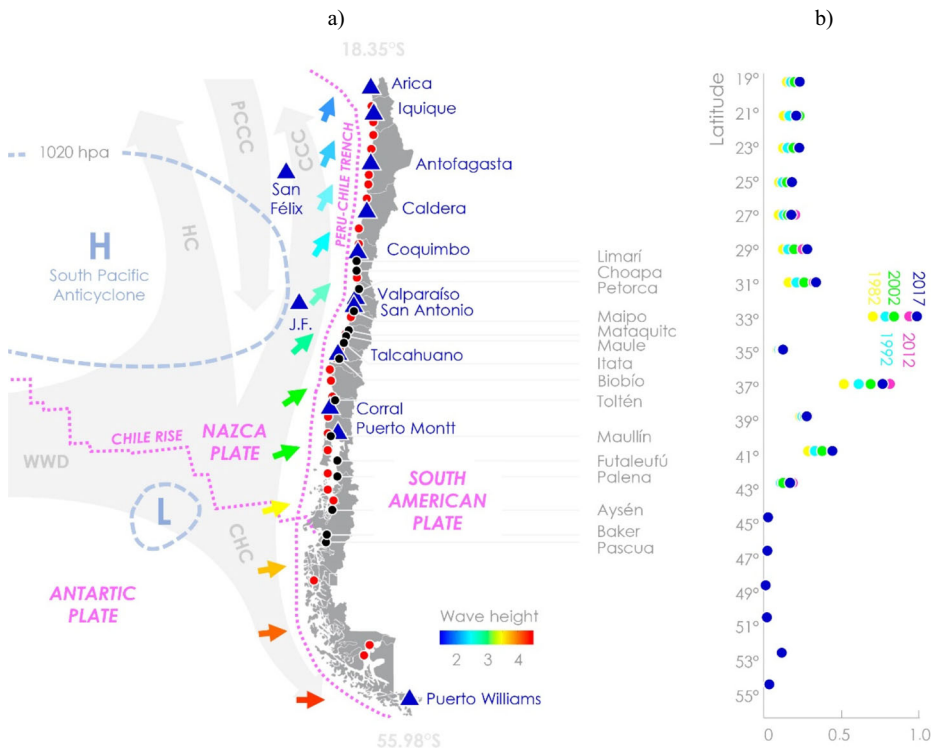 a)
b)
18.35°S
Arica
Iquique
PCCC
CCC
HC
1020 hpa
San
Félix
PERU-CHILE TRENCH
Antofagasta
Caldera
H
South Pacific
Anticyclone
Coquimbo
J.F.
Valparaíso
San Antonio
Talcahuano
CHILE RISE
NAZCA
PLATE
Corral
Puerto Montt
WWD
L
CHC
SOUTH
AMERICAN
PLATE
ANTARTIC
PLATE
Wave height
2
3
4
Puerto Williams
55.98°S
Limarí
Choapa
Petorca
Maipo
Mataquitc
Maule
Itata
Biobío
Toltén
Maullín
Futaleufú
Palena
Aysén
Baker
Pascua
Latitude
19°
21°
23°
25°
27°
29°
31°
33°
35°
37°
39°
41°
43°
45°
47°
49°
51°
53°
55°
1982
2002
2017
1992
2012
0
0.5
1.0